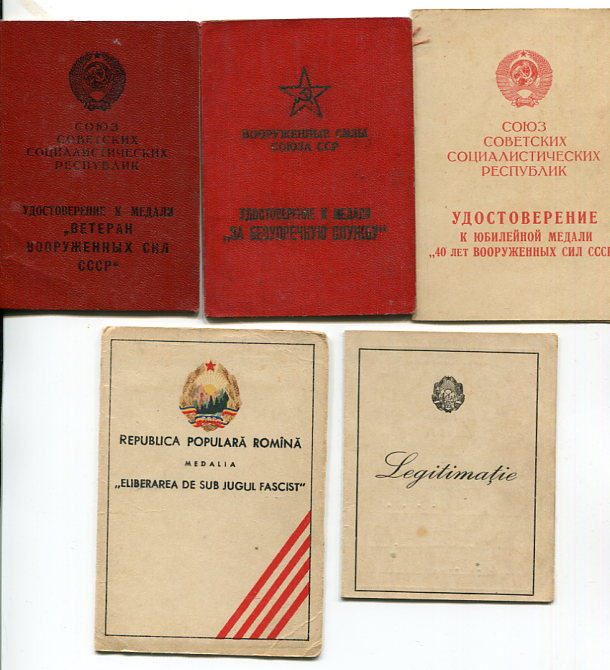 СОЮЗ
СОВЕТСКИХ
СОЦИАЛИСТИЧЕСКИХ
РЕСПУБЛИК
УДОСТОВЕРЕНИЕ К МЕДАЛИ
„ВЕТЕРАН
ВООРУЖЕННЫХ СИЛ
СССР“
ВООРУЖЕННЫЕ СИЛЫ
СОЮЗА ССР
УДОСТОВЕРЕНИЕ К МЕДАЛИ
„ЗА БЕЗУПРЕЧНУЮ СЛУЖБУ“
СОЮЗ
СОВЕТСКИХ
СОЦИАЛИСТИЧЕСКИХ
РЕСПУБЛИК
УДОСТОВЕРЕНИЕ
К ЮБИЛЕЙНОЙ МЕДАЛИ
„40 ЛЕТ ВООРУЖЕННЫХ СИЛ СССР
REPUBLICA POPULARĂ ROMÎNĂ
MEDALIA
„ELIBERAREA DE SUB JUGUL FASCIST"
Legitimație